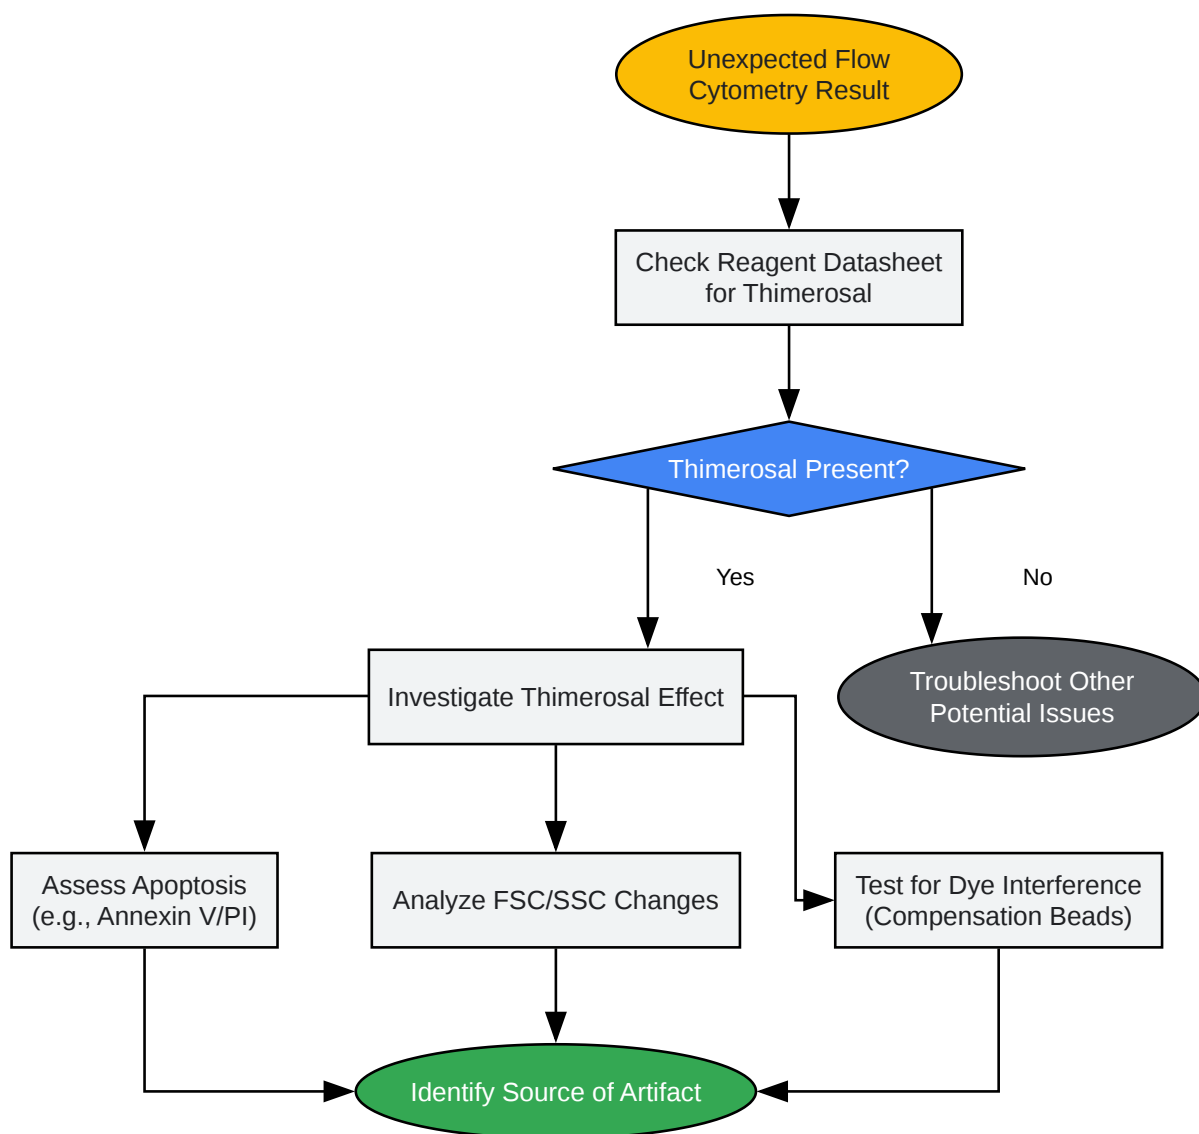 Unexpected Flow
Cytometry Result
Check Reagent Datasheet
for Thimerosal
Thimerosal Present?
Yes
No
Investigate Thimerosal Effect
Troubleshoot Other
Potential Issues
Assess Apoptosis
(e.g., Annexin V/PI)
Analyze FSC/SSC Changes
Test for Dye Interference
(Compensation Beads)
Identify Source of Artifact